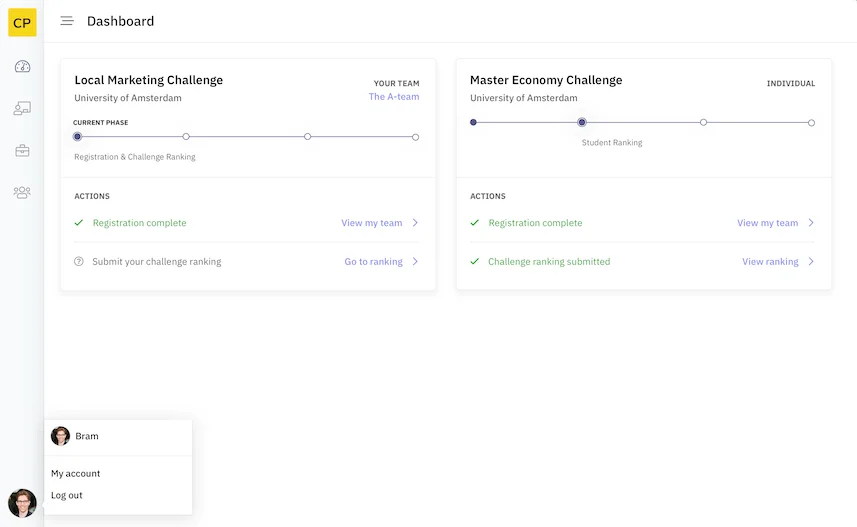 CP
Dashboard
Local Marketing Challenge
University of Amsterdam
YOUR TEAM
The A-team
CURRENT PHASE
Registration & Challenge Ranking
ACTIONS
Registration complete
View my team
Submit your challenge ranking
Go to ranking
Master Economy Challenge
University of Amsterdam
INDIVIDUAL
Student Ranking
ACTIONS
Registration complete
View my team
Challenge ranking submitted
View ranking
Bram
My account
Log out